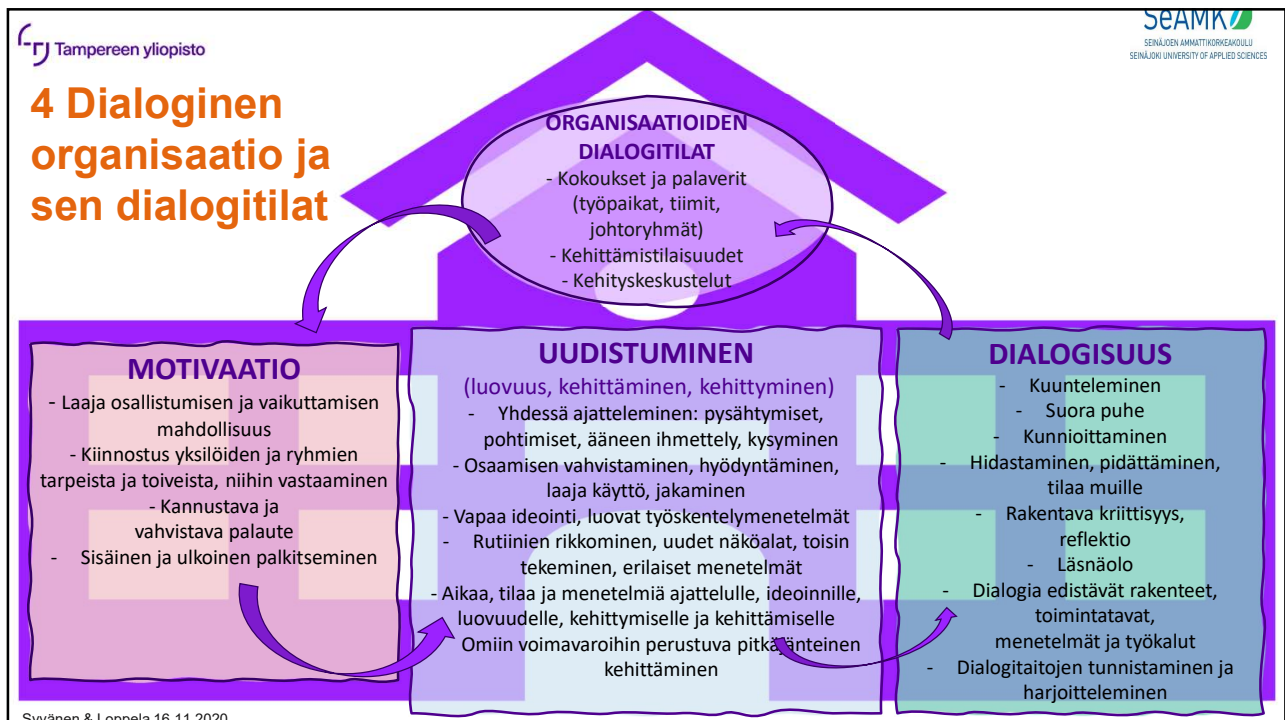 Tampereen yliopisto
SeAMK
SEINÄJOEN AMMATTIKORKEAKOULU
SEINÄJOKI UNIVERSITY OF APPLIED SCIENCES
4 Dialoginen
organisaatio ja
sen dialogitilat
ORGANISAATIOIDEN
DIALOGITILAT
- Kokoukset ja palaverit
(työpaikat, tiimit,
johtoryhmät)
- Kehittämistilaisuudet
- Kehityskeskustelut
MOTIVAATIO
- Laaja osallistumisen ja vaikuttamisen
mahdollisuus
- Kiinnostus yksilöiden ja ryhmien
tarpeista ja toiveista, niihin vastaaminen
- Kannustava ja
vahvistava palaute
- Sisäinen ja ulkoinen palkitseminen
UUDISTUMINEN
(luovuus, kehittäminen, kehittyminen)
- Yhdessä ajatteleminen: pysähtymiset,
pohtimiset, ääneen ihmettely, kysyminen
- Osaamisen vahvistaminen, hyödyntäminen,
laaja käyttö, jakaminen
- Vapaa ideointi, luovat työskentelymenetelmät
- Rutiinien rikkominen, uudet näköalat, toisin
tekeminen, erilaiset menetelmät
- Aikaa, tilaa ja menetelmiä ajattelulle, ideoinnille,
luovuudelle, kehittymiselle ja kehittämiselle
Omiin voimavaroihin perustuva pitkäjänteinen
kehittäminen
DIALOGISUUS
- Kuunteleminen
- Suora puhe
- Kunnioittaminen
- Hidastaminen, pidättäminen,
tilaa muille
- Rakentava kriittisyys,
reflektio
- Läsnäolo
- Dialogia edistävät rakenteet,
toimintatavat,
menetelmät ja työkalut
- Dialogitaitojen tunnistaminen ja
harjoitteleminen
Syvänen & Loppela 16.11.2020